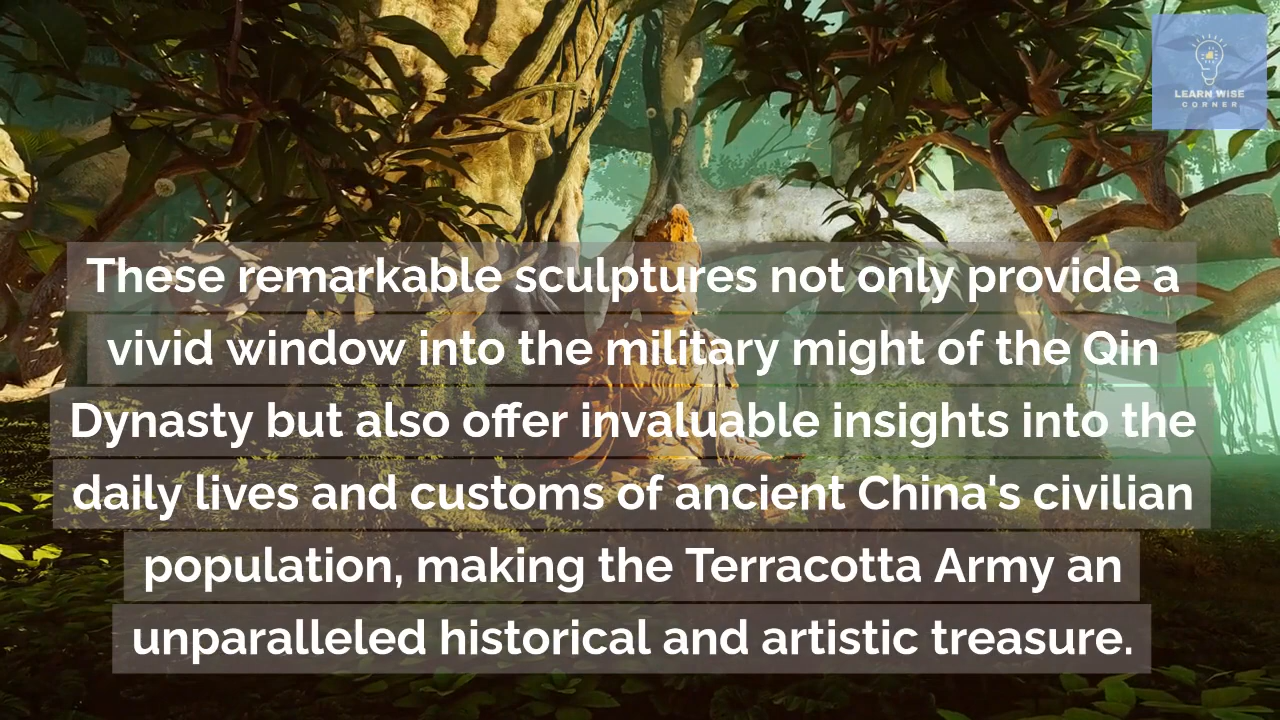 LEARN WISE
CORNER
These remarkable sculptures not only provide a
vivid window into the military might of the Qin
Dynasty but also offer invaluable insights into the
daily lives and customs of ancient China's civilian
population, making the Terracotta Army an
unparalleled historical and artistic treasure.